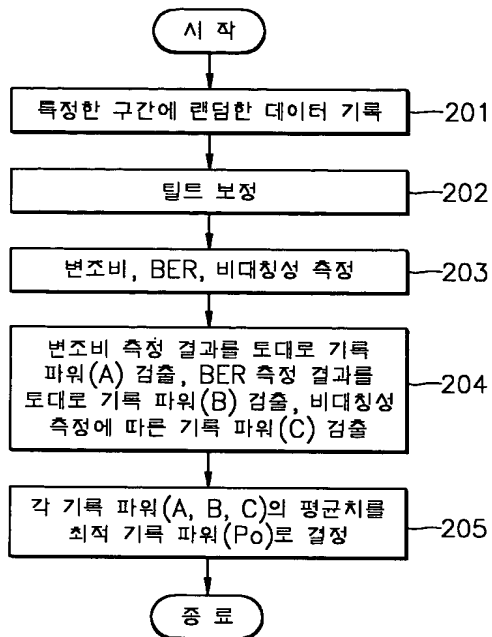 시 작
특정한 구간에 랜덤한 데이터 기록
201
틸트 보정
202
변조비, BER, 비대칭성 측정
203
변조비 측정 결과를 토대로 기록
파워(A) 검출, BER 측정 결과를
토대로 기록 파워(B) 검출, 비대칭성
측정에 따른 기록 파워(C) 검출
204
각 기록 파워(A, B, C)의 평균치를
최적 기록 파워(Po)로 결정
205
종 료